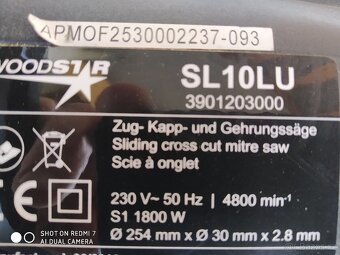 APMOF2530002237-093
WOODSTAR
SL10LU
3901203000
Zug- Kapp- und Gehrungssäge
Sliding cross cut mitre saw
Scie à onglet
230 V~ 50 Hz | 4800 min⁻¹
S1 1800 W
Ø 254 mm x Ø 30 mm x 2.8 mm
SHOT ON REDMI 7
AI DUAL CAMERA